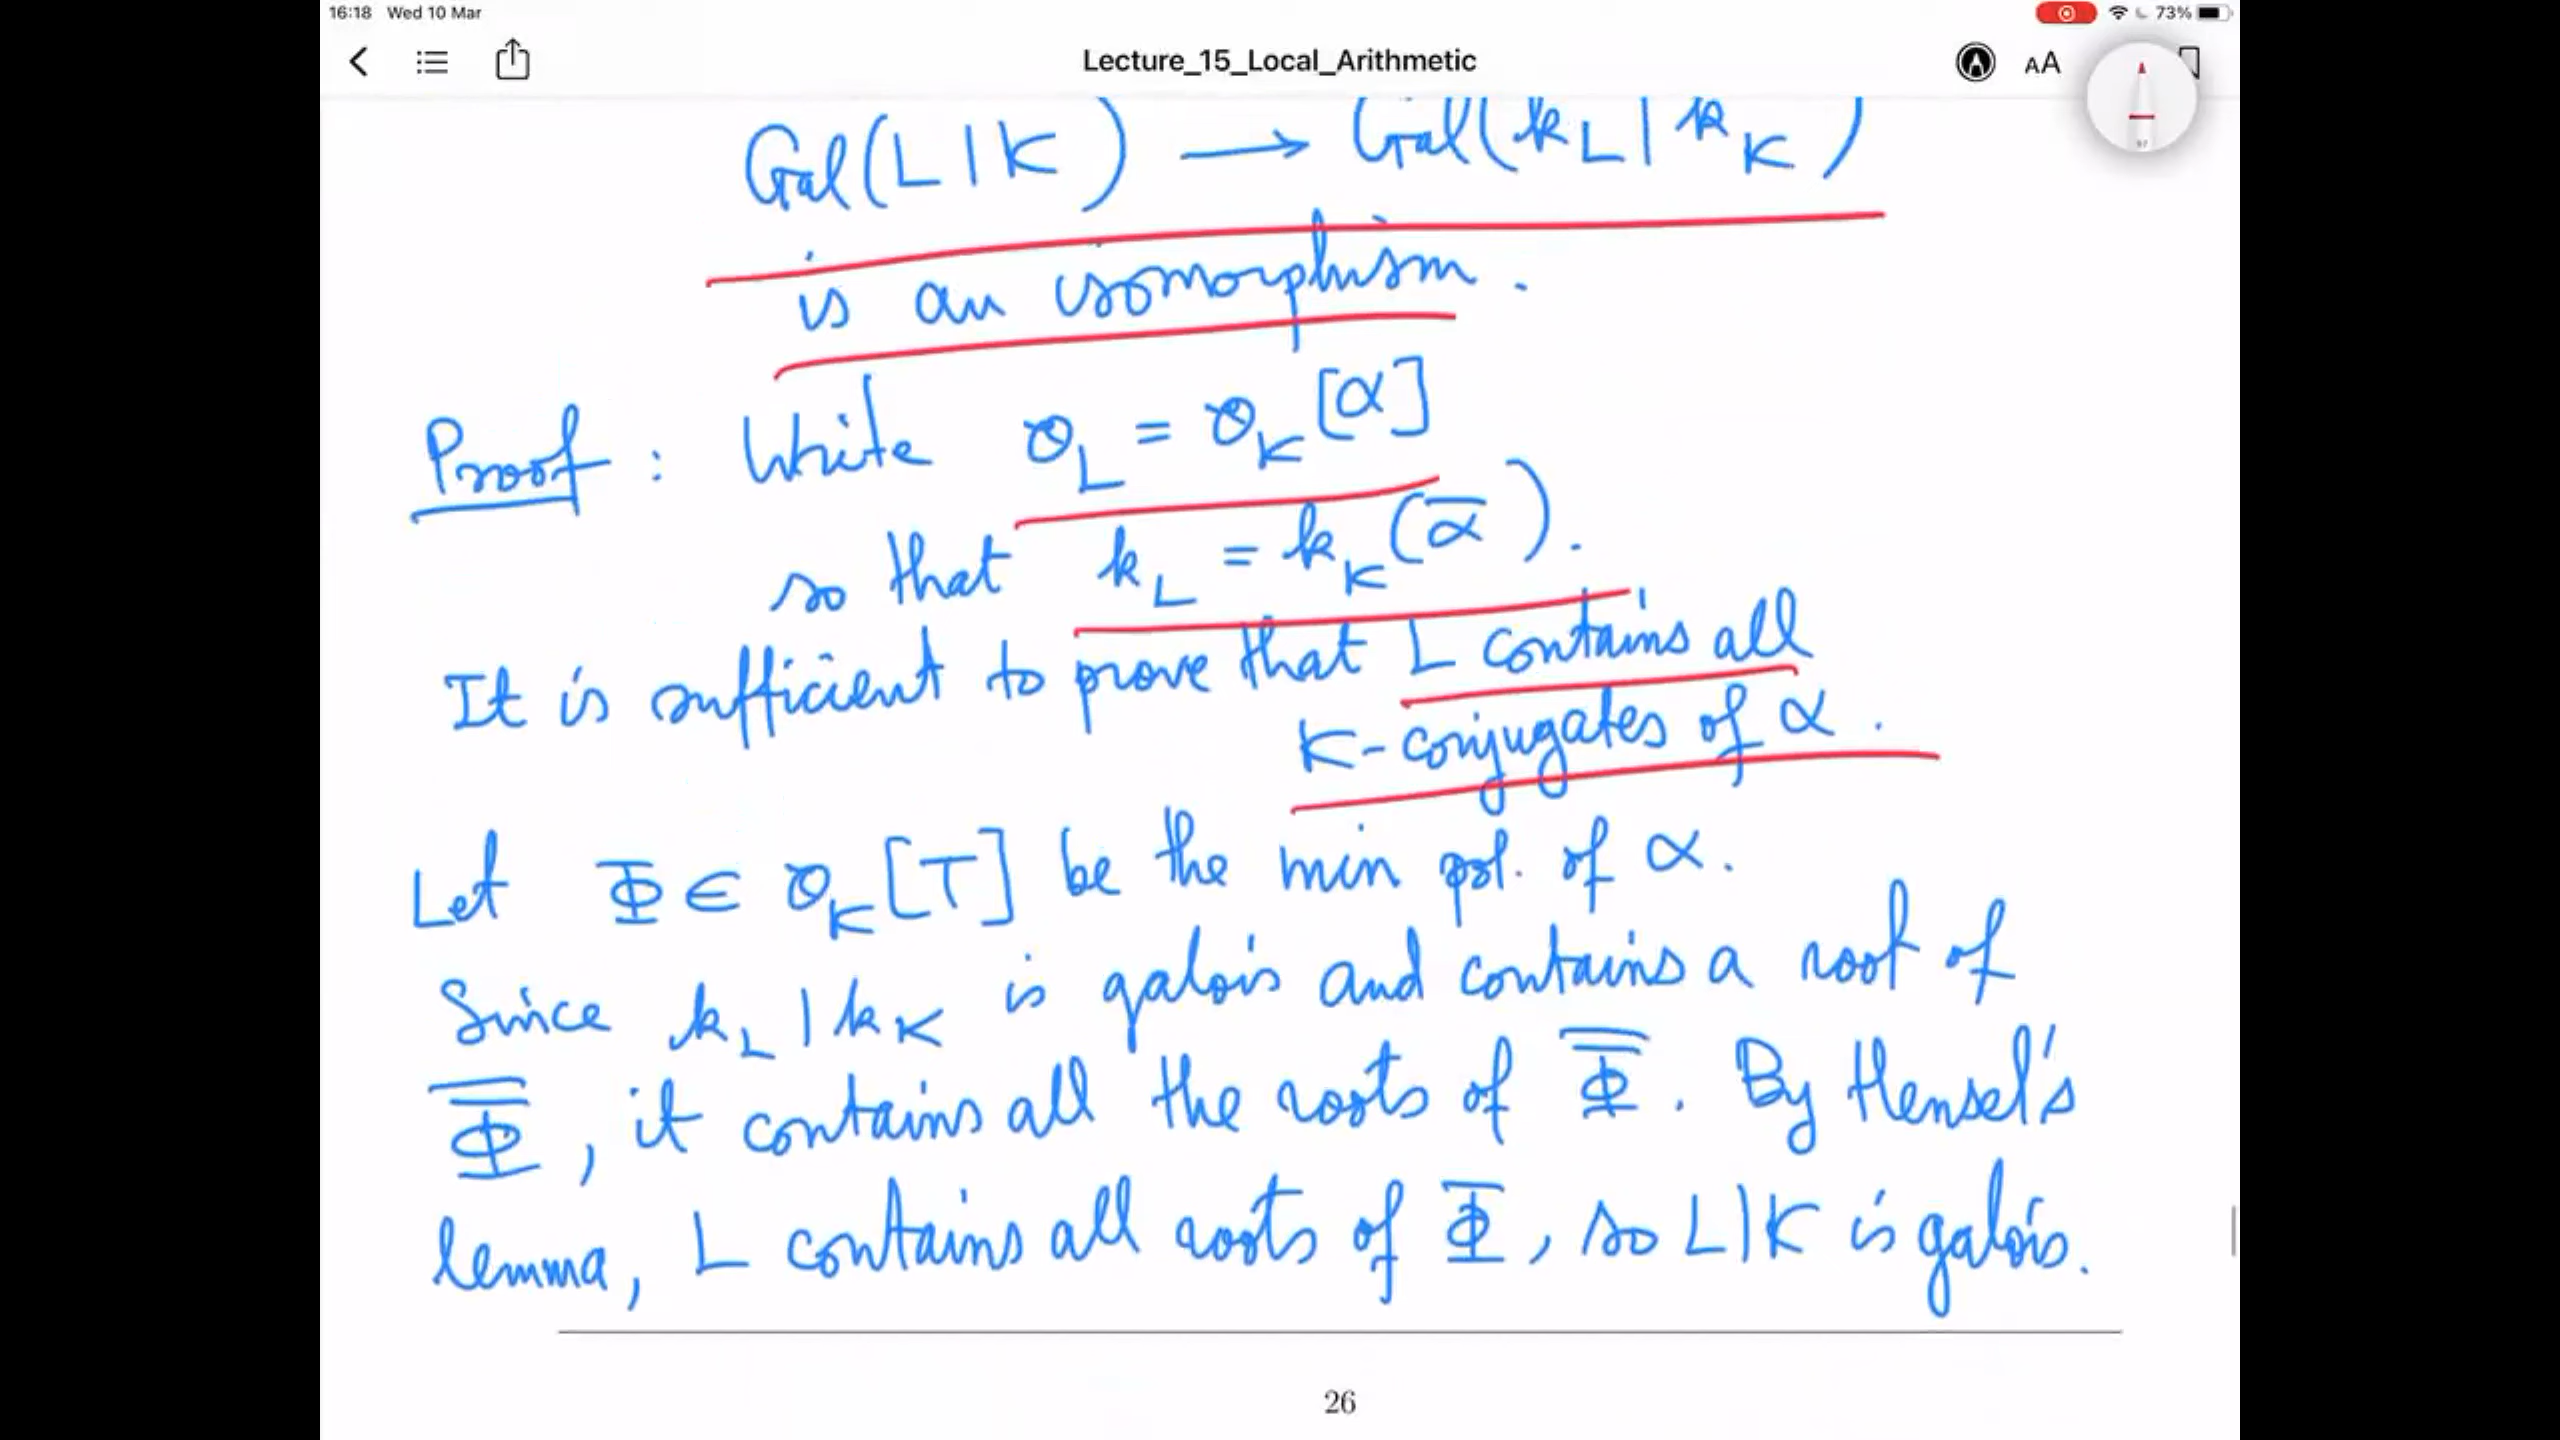 16:18 Wed 10 Mar 73%
Lecture_15_Local_Arithmetic AA
Gal(L|K) → Gal(k_L|k_K)
is an isomorphism.
Proof: Write 𝔬_L = 𝔬_K[α]
so that k_L = k_K(ᾱ).
It is sufficient to prove that L contains all
K-conjugates of α.
Let Φ ∈ 𝔬_K[T] be the min pol. of α.
Since k_L|k_K is galois and contains a root of
Φ̅, it contains all the roots of Φ̅. By Hensel's
lemma, L contains all roots of Φ, so L|K is galois.
26